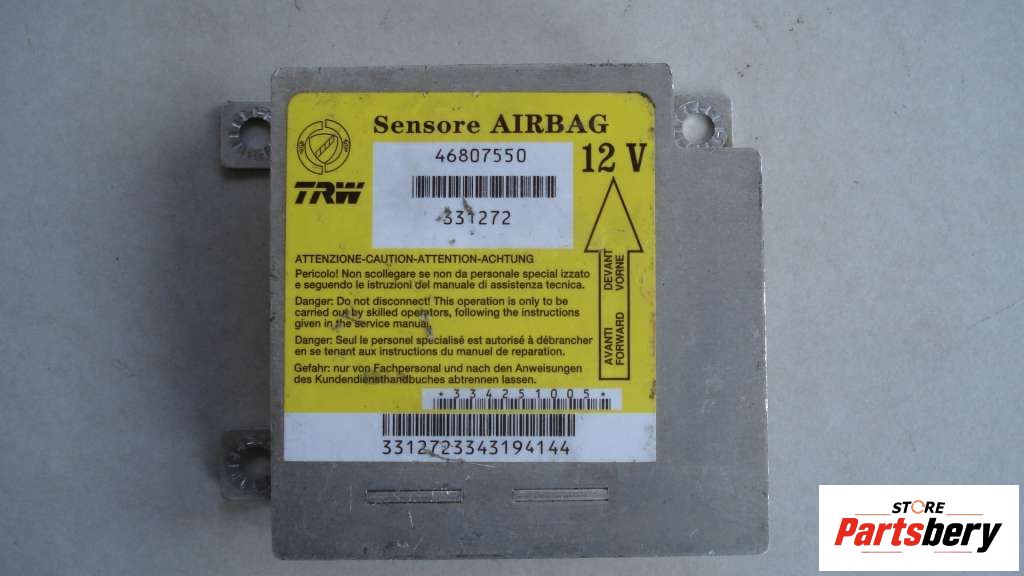 Sensore AIRBAG
46807550
12 V
TRW
331272
ATTENZIONE-CAUTION-ATTENTION-ACHTUNG
Pericolo! Non scollegare se non da personale special izzato
e seguendo le istruzioni del manuale di assistenza tecnica.
Danger: Do not disconnect! This operation is only to be
carried out by skilled operators, following the instructions
given in the service manual.
Danger: Seul le personel spécialisé est autorisé à débrancher
en se tenant aux instructions du manuel de reparation.
Gefahr: nur von Fachpersonal und nach den Anweisungen
des Kundendiensthandbuches abtrennen lassen.
DEVANT
VORNE
AVANTI
FORWARD
*334251005*
3312723343194144
STORE
Partsbery